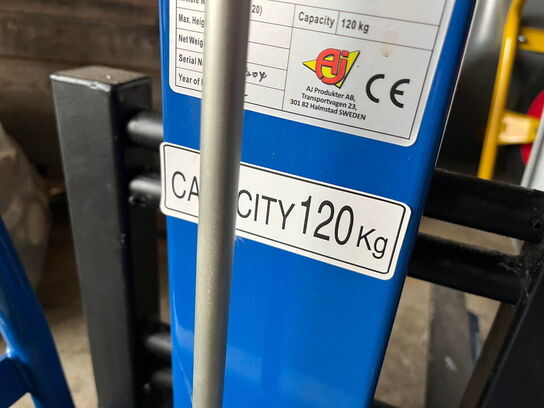 20)
Capacity 120 kg
Max. Heig
Net We
Serial N
Year of
AJ
CE
AJ Produkter AB,
Transportvagen 23,
301 82 Halmstad SWEDEN
CA CITY 120 Kg